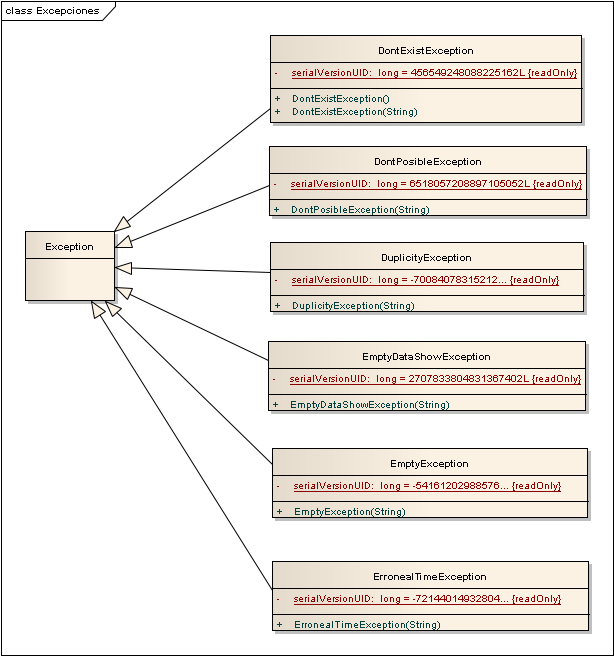 class Excepciones
DontExistException
- serialVersionUID: long = 456549248088225162L {readOnly}
+ DontExistException()
+ DontExistException(String)
DontPosibleException
- serialVersionUID: long = 6518057208897105052L {readOnly}
+ DontPosibleException(String)
Exception
DuplicityException
- serialVersionUID: long = -70084078315212... {readOnly}
+ DuplicityException(String)
EmptyDataShowException
- serialVersionUID: long = 2707833804831367402L {readOnly}
+ EmptyDataShowException(String)
EmptyException
- serialVersionUID: long = -54161202988576... {readOnly}
+ EmptyException(String)
ErronealTimeException
- serialVersionUID: long = -72144014932804... {readOnly}
+ ErronealTimeException(String)